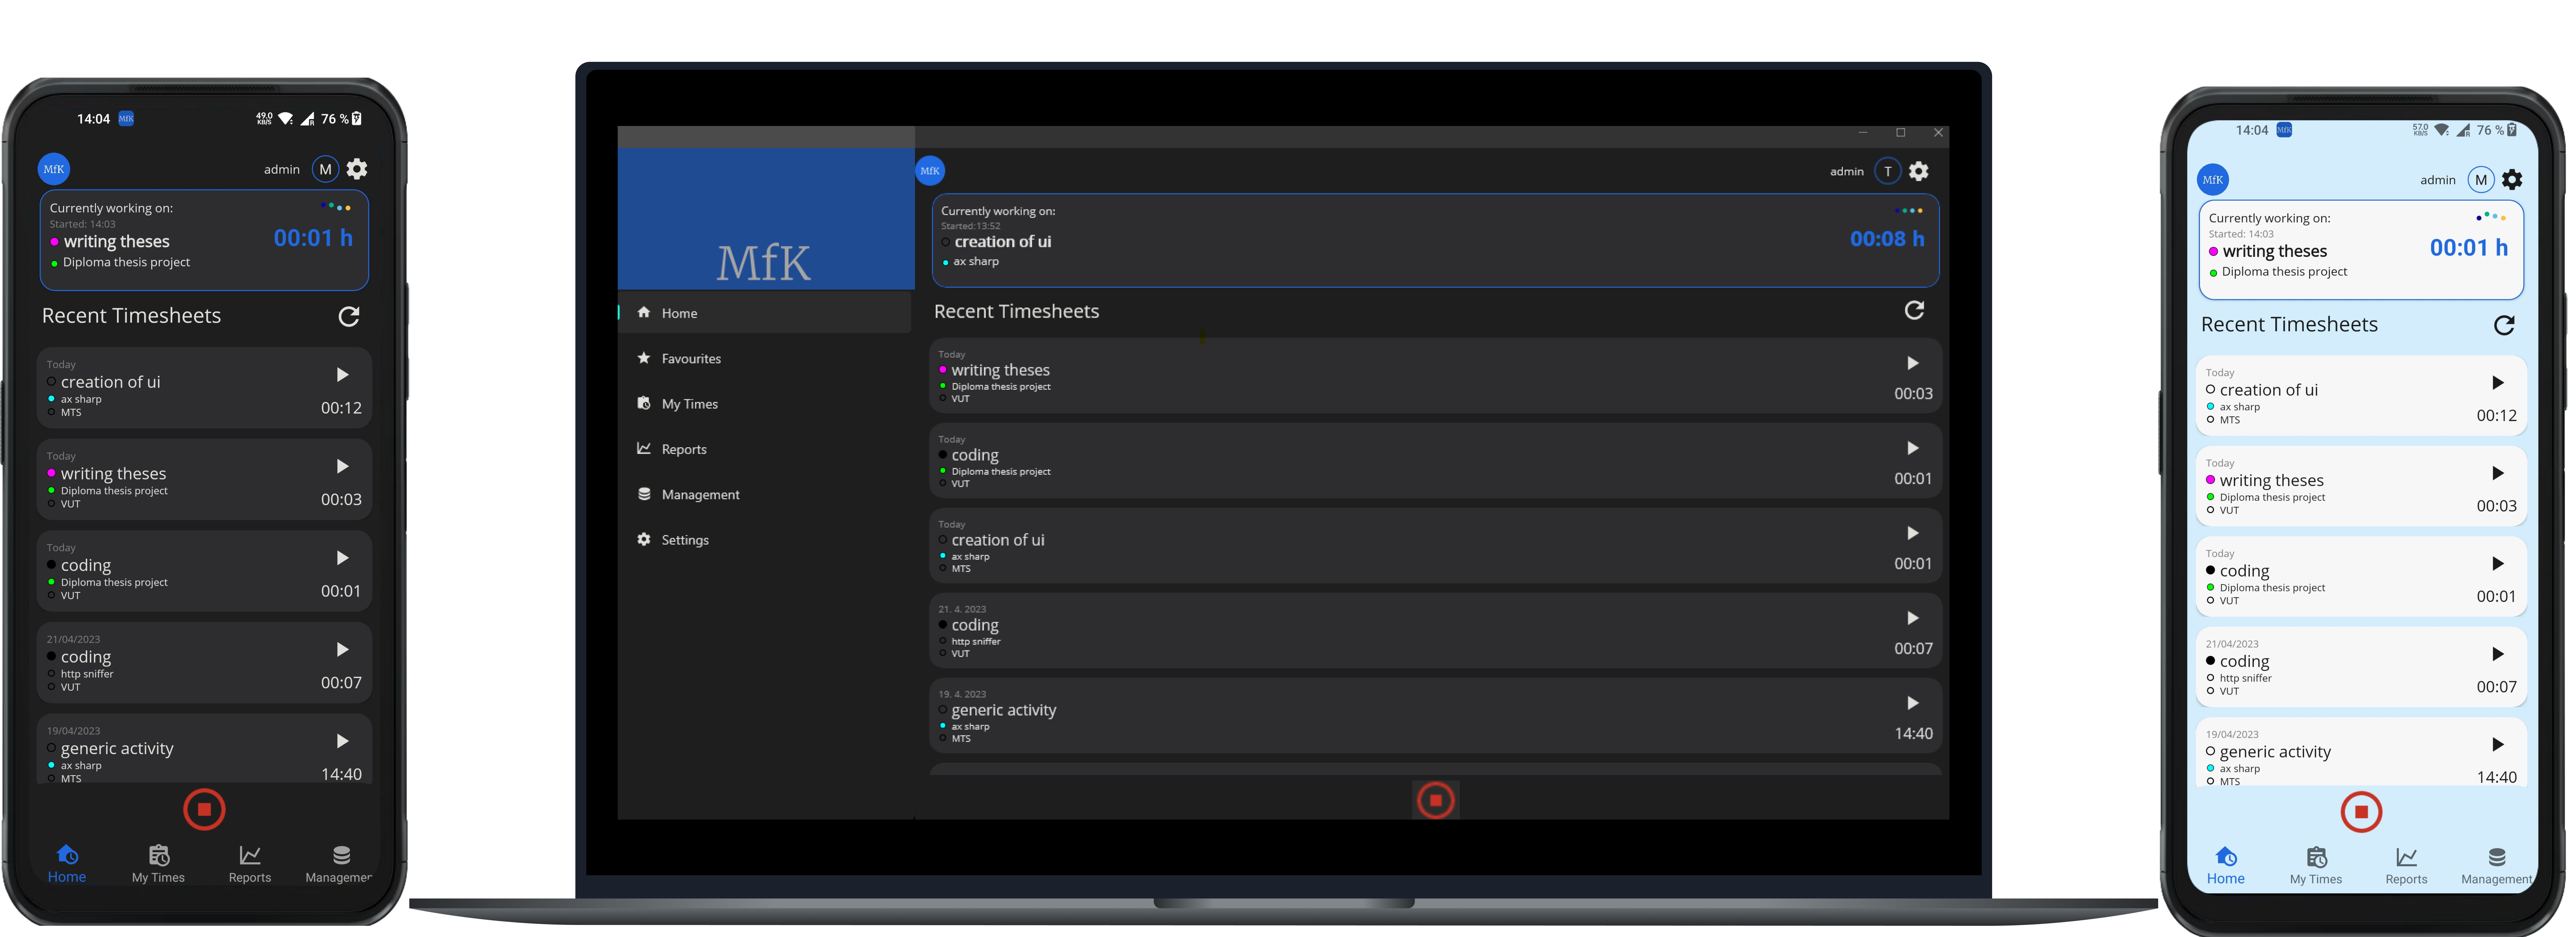 14:04 MfK 49.0 KB/S 76 %
MfK admin M
Currently working on:
Started: 14:03
writing theses 00:01 h
Diploma thesis project
Recent Timesheets
Today
creation of ui
ax sharp
MTS 00:12
Today
writing theses
Diploma thesis project
VUT 00:03
Today
coding
Diploma thesis project
VUT 00:01
21/04/2023
coding
http sniffer
VUT 00:07
19/04/2023
generic activity
ax sharp
MTS 14:40
Home My Times Reports Managemen
MfK
Home
Favourites
My Times
Reports
Management
Settings
MfK admin T
Currently working on:
Started:13:52
creation of ui 00:08 h
ax sharp
Recent Timesheets
Today
writing theses
Diploma thesis project
VUT 00:03
Today
coding
Diploma thesis project
VUT 00:01
Today
creation of ui
ax sharp
MTS 00:01
21. 4. 2023
coding
http sniffer
VUT 00:07
19. 4. 2023
generic activity
ax sharp
MTS 14:40
14:04 MfK 57.0 KB/S 76 %
MfK admin M
Currently working on:
Started: 14:03
writing theses 00:01 h
Diploma thesis project
Recent Timesheets
Today
creation of ui
ax sharp
MTS 00:12
Today
writing theses
Diploma thesis project
VUT 00:03
Today
coding
Diploma thesis project
VUT 00:01
21/04/2023
coding
http sniffer
VUT 00:07
19/04/2023
generic activity
ax sharp
MTS 14:40
Home My Times Reports Management